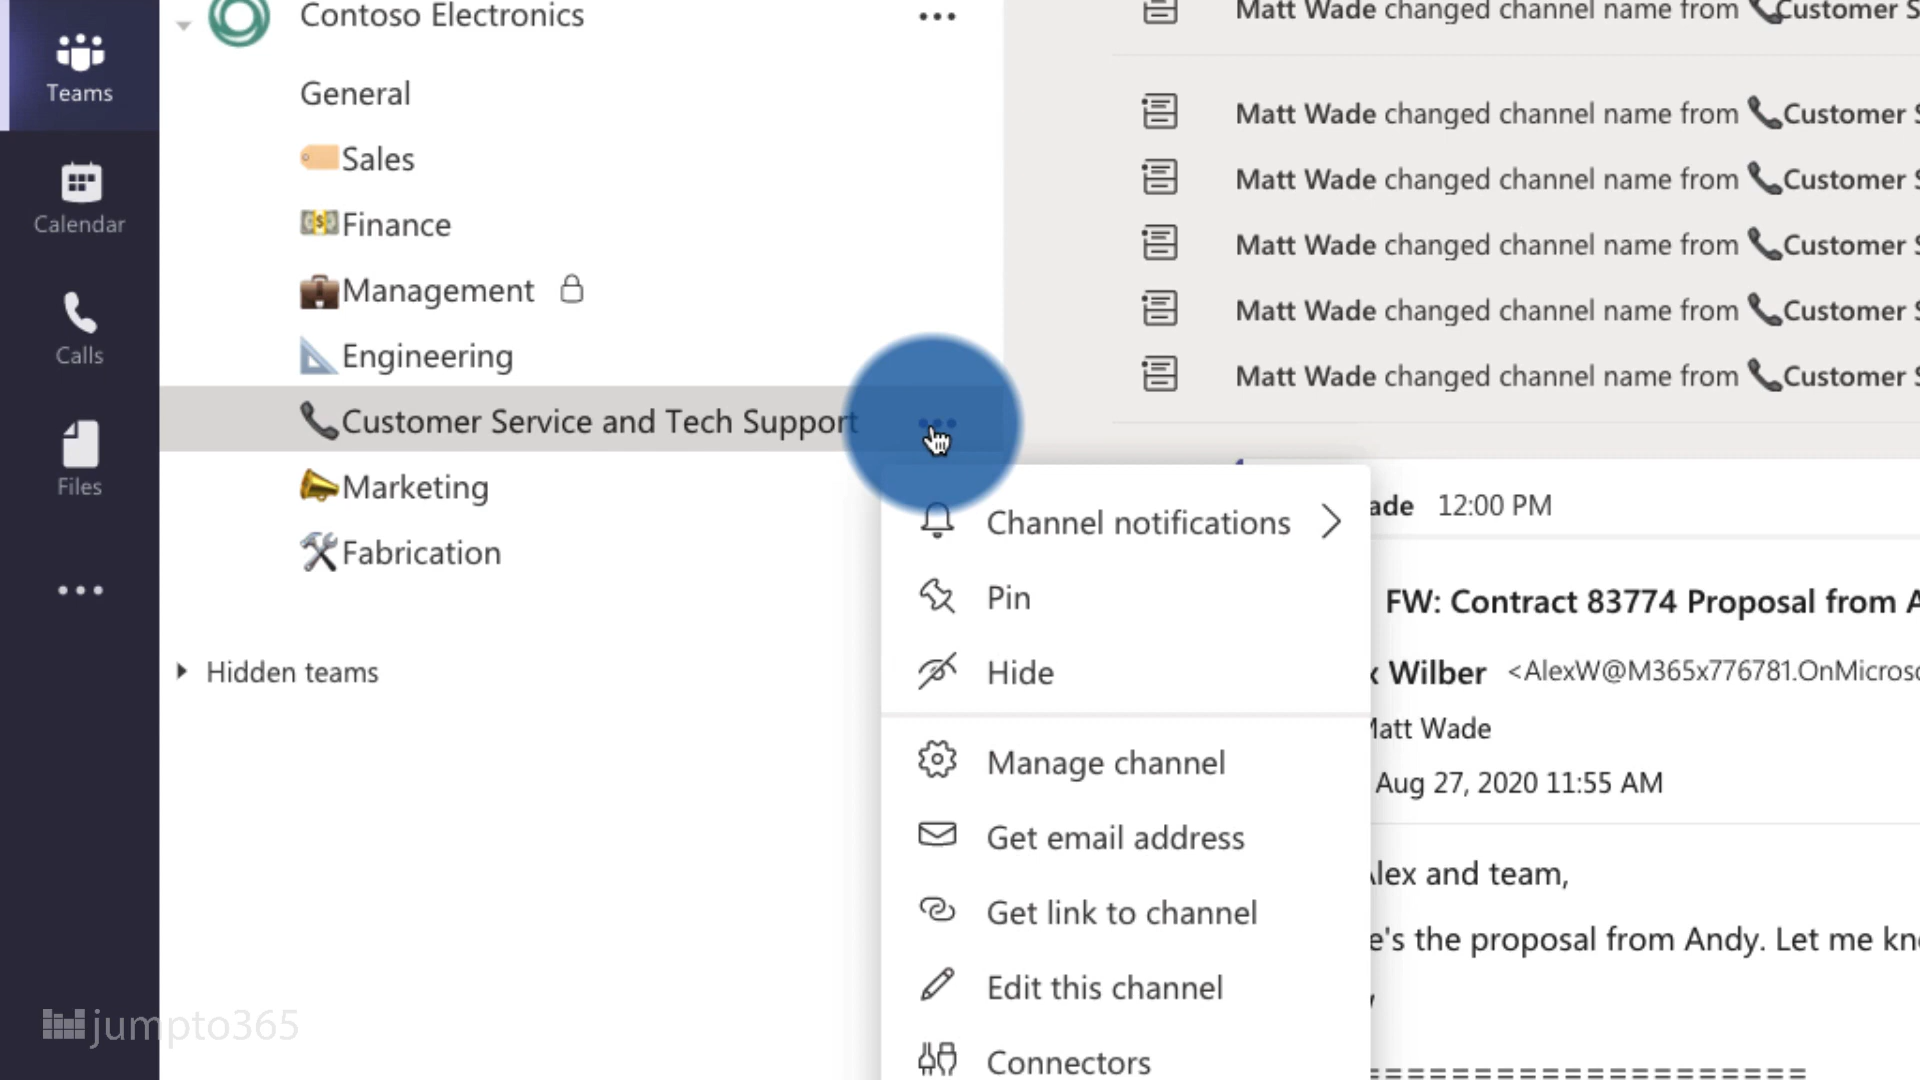 Teams
Calendar
Calls
Files
Contoso Electronics
General
Sales
Finance
Management
Engineering
Customer Service and Tech Support
Marketing
Fabrication
Hidden teams
Matt Wade changed channel name from 📞Customer S
Matt Wade changed channel name from 📞Customer S
Matt Wade changed channel name from 📞Customer S
Matt Wade changed channel name from 📞Customer S
Matt Wade changed channel name from 📞Customer S
Matt Wade changed channel name from 📞Customer S
Channel notifications
Pin
Hide
Manage channel
Get email address
Get link to channel
Edit this channel
Connectors
ade 12:00 PM
FW: Contract 83774 Proposal from A
Wilber <AlexW@M365x776781.OnMicroso
Matt Wade
Aug 27, 2020 11:55 AM
Alex and team,
e's the proposal from Andy. Let me kn
===================
jumpto365